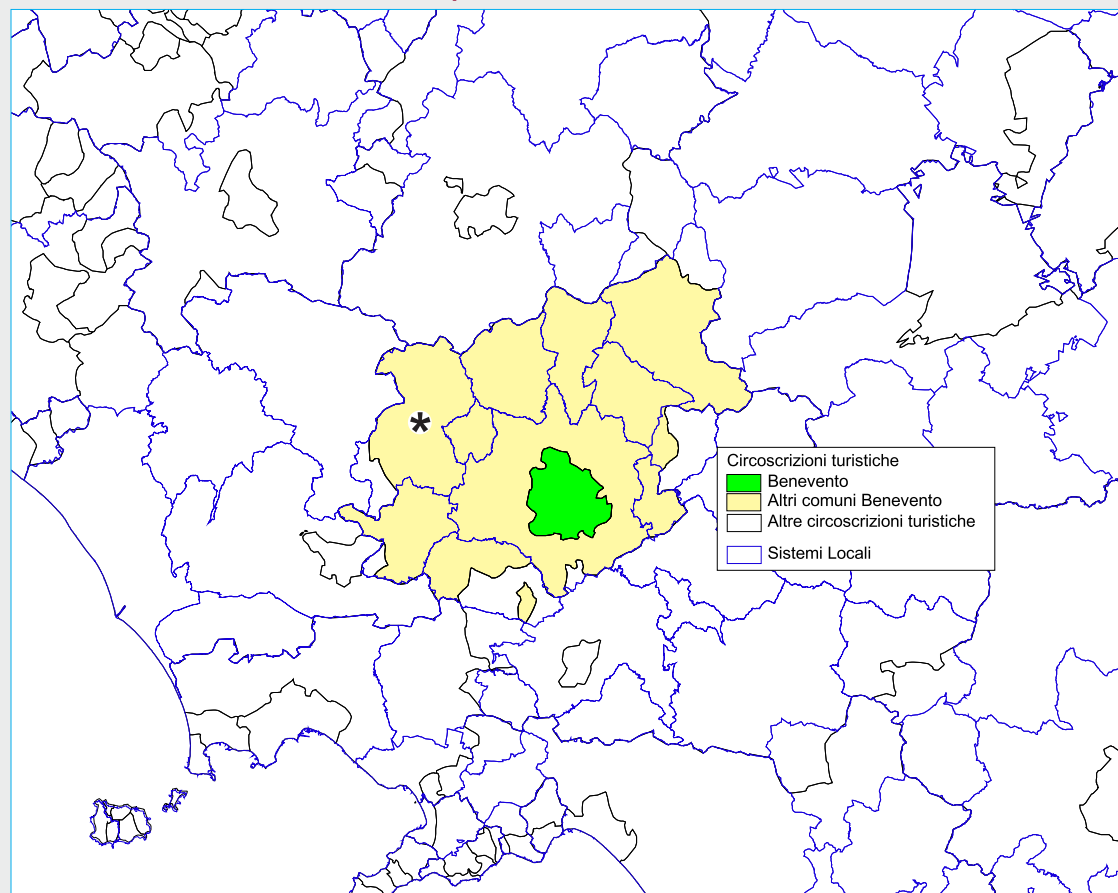 *
Circoscrizioni turistiche
Benevento
Altri comuni Benevento
Altre circoscrizioni turistiche
Sistemi Locali